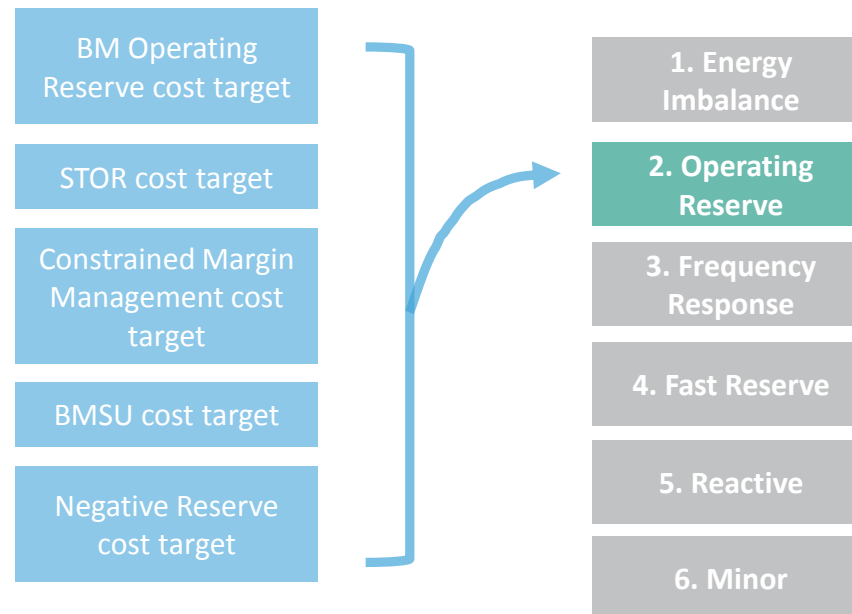 BM Operating
Reserve cost target
STOR cost target
Constrained Margin
Management cost
target
BMSU cost target
Negative Reserve
cost target
1. Energy
Imbalance
2. Operating
Reserve
3. Frequency
Response
4. Fast Reserve
5. Reactive
6. Minor